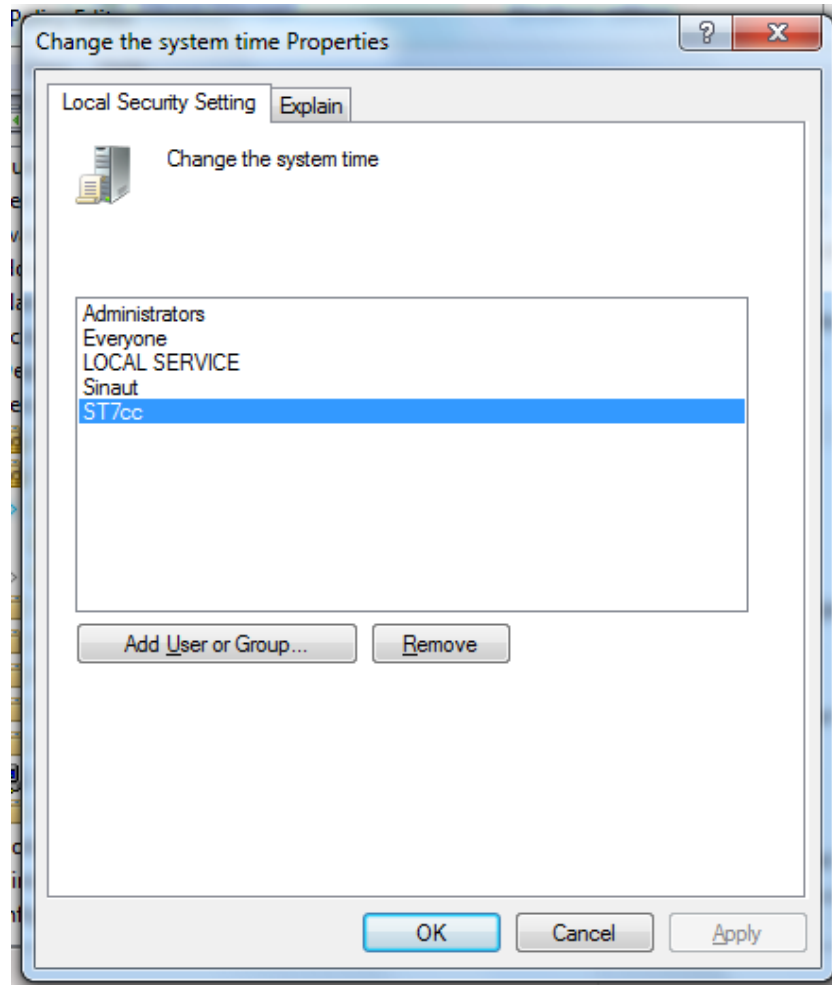 Change the system time Properties
Local Security Setting
Explain
Change the system time
Administrators
Everyone
LOCAL SERVICE
Sinaut
ST7cc
Add User or Group...
Remove
OK
Cancel
Apply